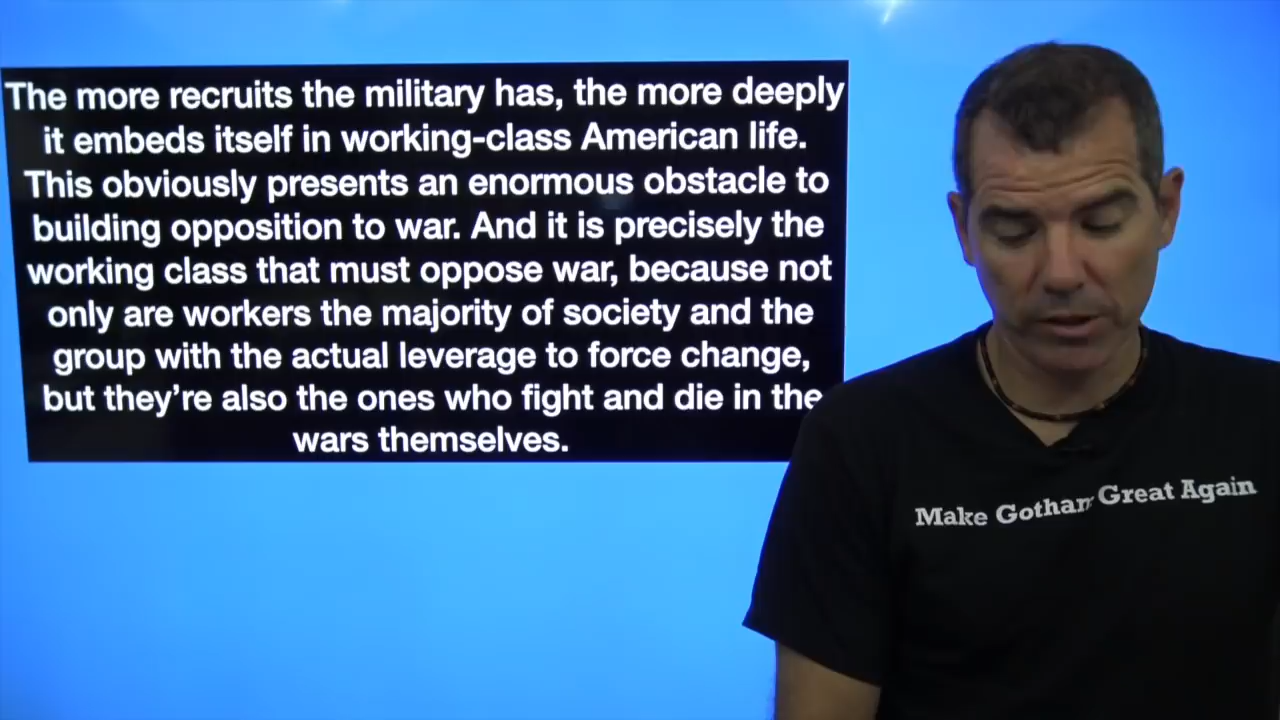 The more recruits the military has, the more deeply
it embeds itself in working-class American life.
This obviously presents an enormous obstacle to
building opposition to war. And it is precisely the
working class that must oppose war, because not
only are workers the majority of society and the
group with the actual leverage to force change,
but they’re also the ones who fight and die in the
wars themselves.
Make Gotham Great Again